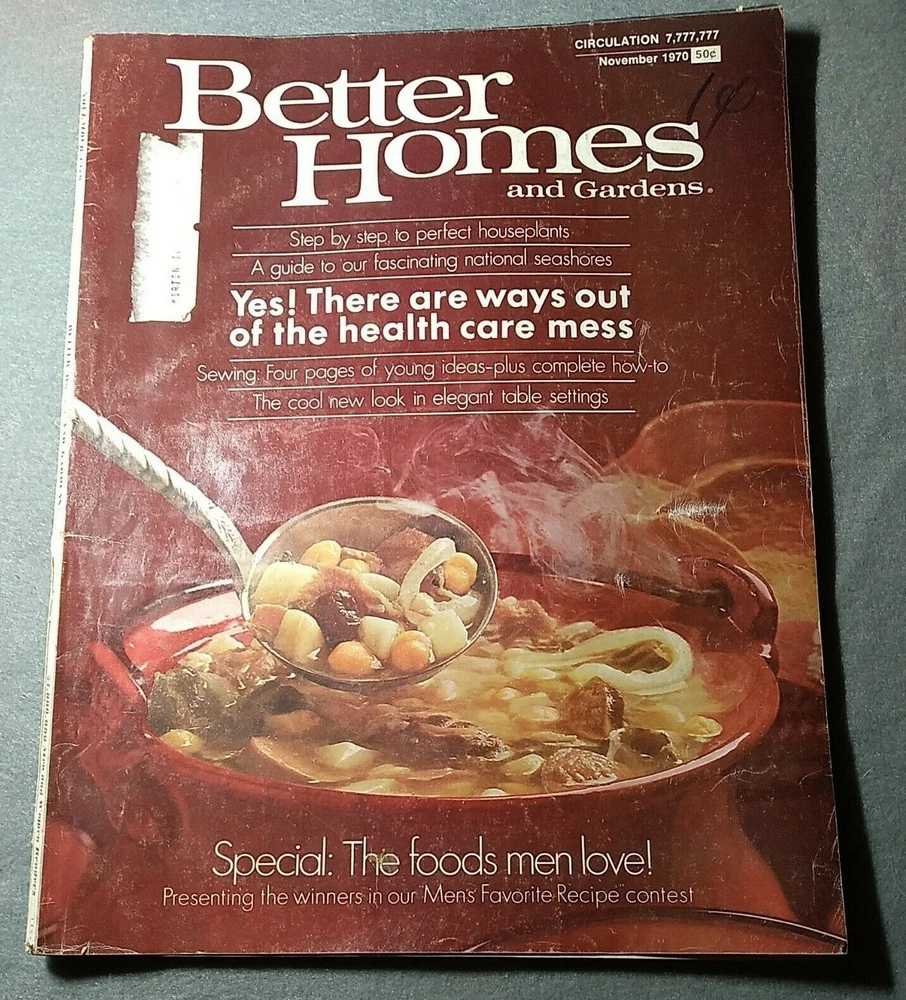 CIRCULATION 7,777,777
November 1970 50¢
1¢
Better
Homes
and Gardens®
Step by step to perfect houseplants
A guide to our fascinating national seashores
Yes! There are ways out
of the health care mess
Sewing: Four pages of young ideas-plus complete how-to
The cool new look in elegant table settings
Special: The foods men love!
Presenting the winners in our "Men's Favorite Recipe" contest